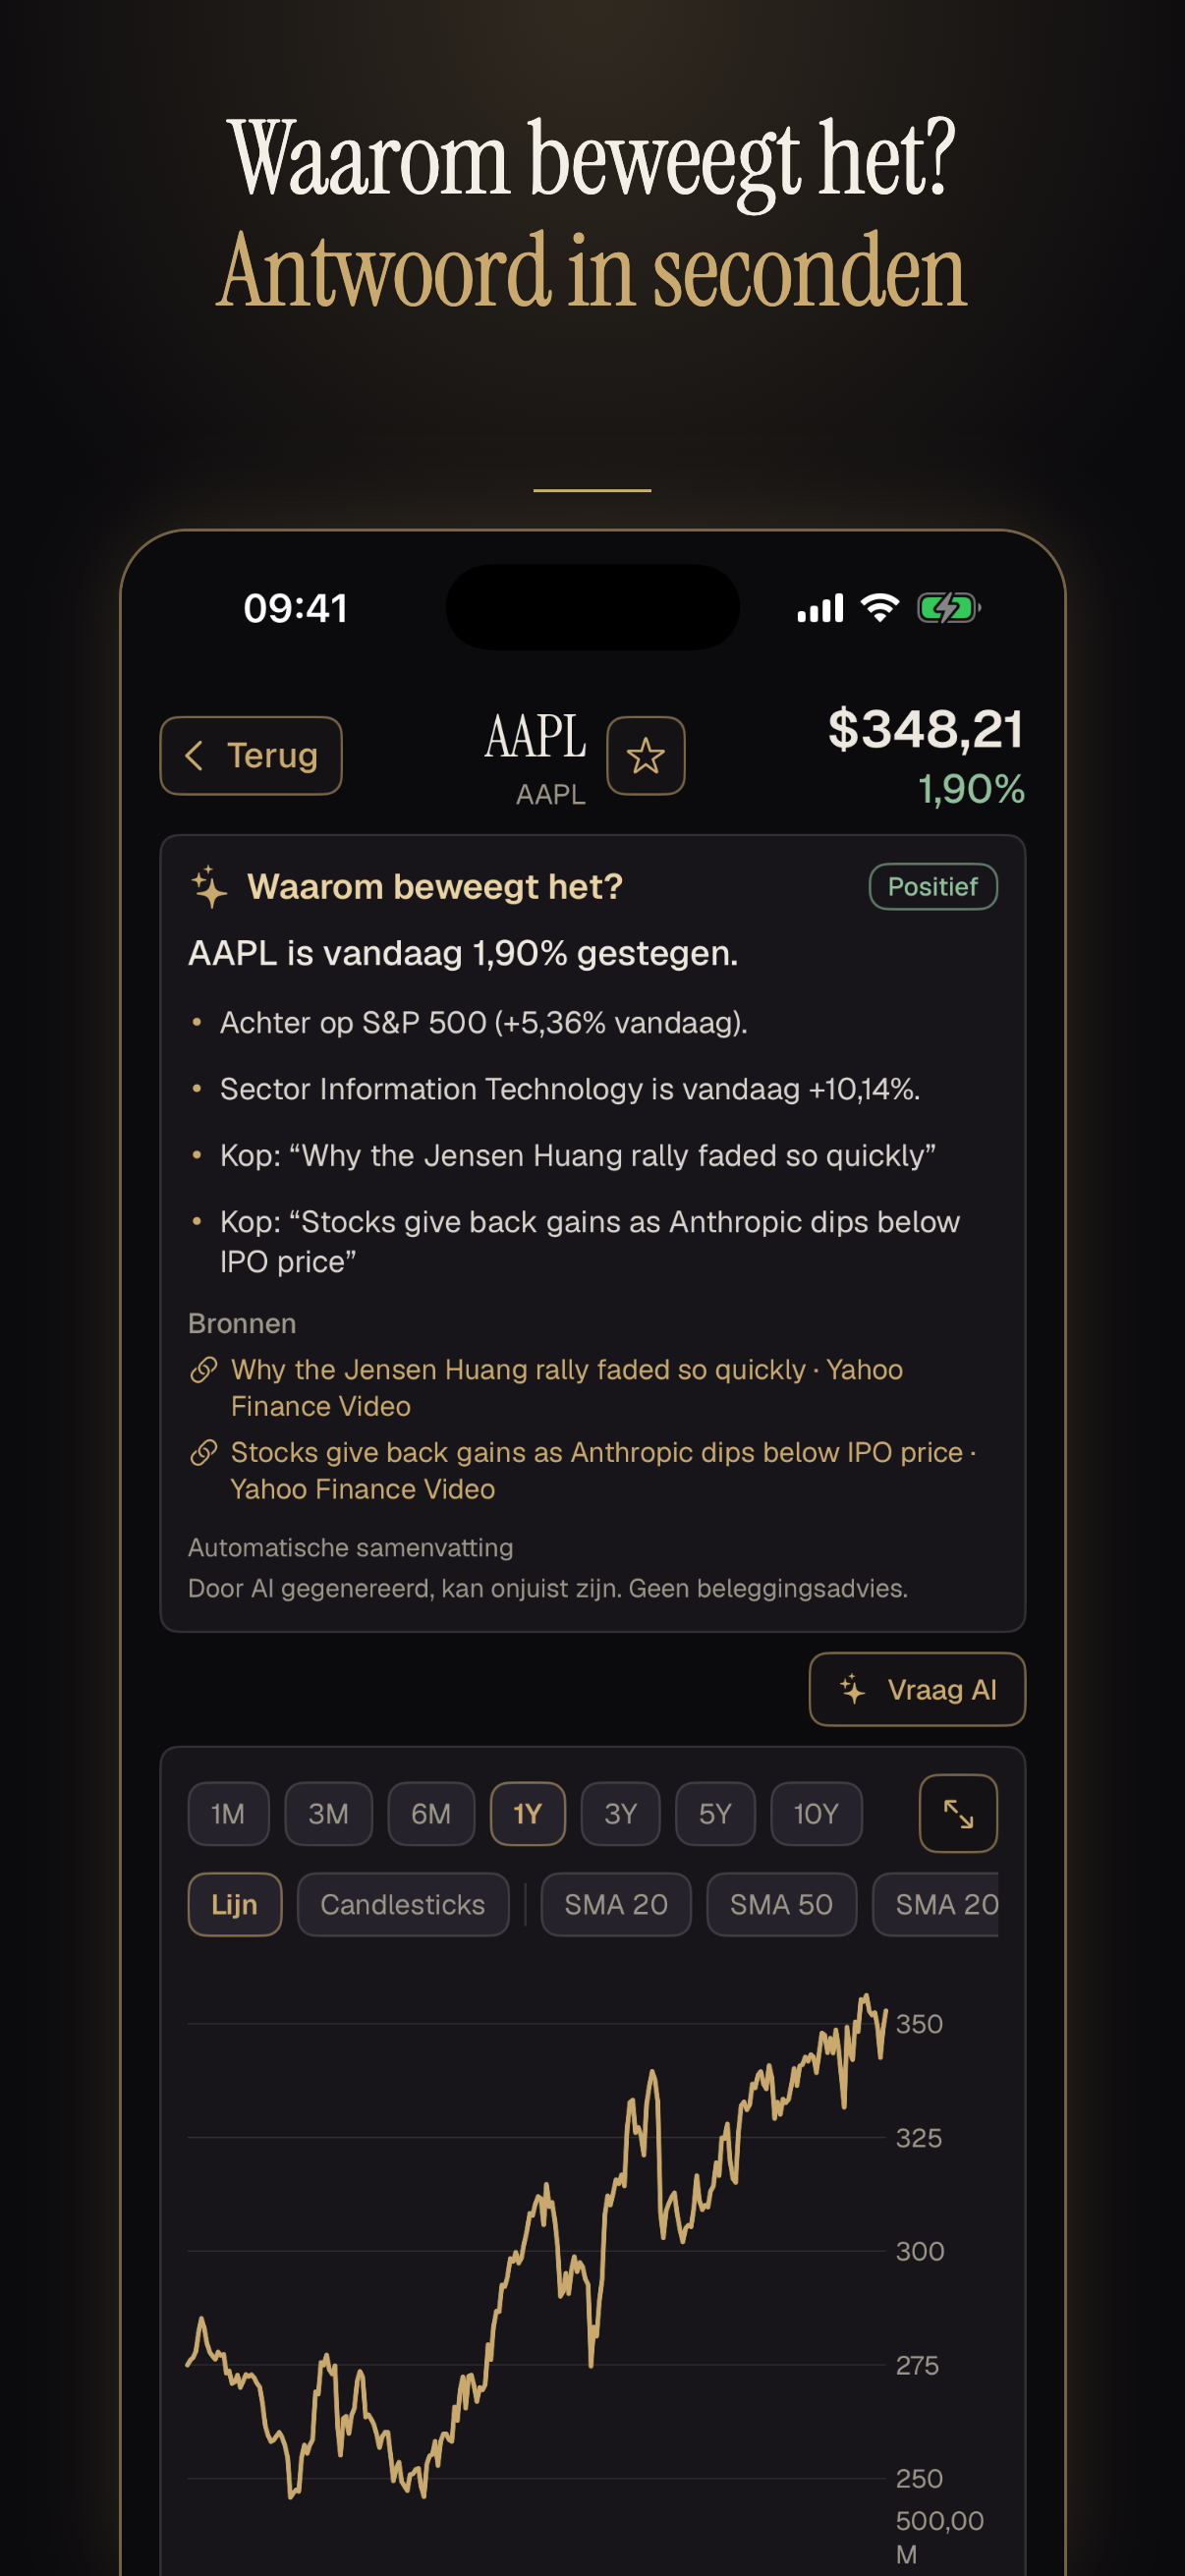 Waarom beweegt het?
Antwoord in seconden
09:41
Terug
AAPL
AAPL
$348,21
1,90%
Waarom beweegt het?
Positief
AAPL is vandaag 1,90% gestegen.
• Achter op S&P 500 (+5,36% vandaag).
• Sector Information Technology is vandaag +10,14%.
• Kop: “Why the Jensen Huang rally faded so quickly”
• Kop: “Stocks give back gains as Anthropic dips below
IPO price”
Bronnen
Why the Jensen Huang rally faded so quickly · Yahoo
Finance Video
Stocks give back gains as Anthropic dips below IPO price ·
Yahoo Finance Video
Automatische samenvatting
Door AI gegenereerd, kan onjuist zijn. Geen beleggingsadvies.
Vraag AI
1M 3M 6M 1Y 3Y 5Y 10Y
Lijn Candlesticks SMA 20 SMA 50 SMA 20
350
325
300
275
250
500,00
M